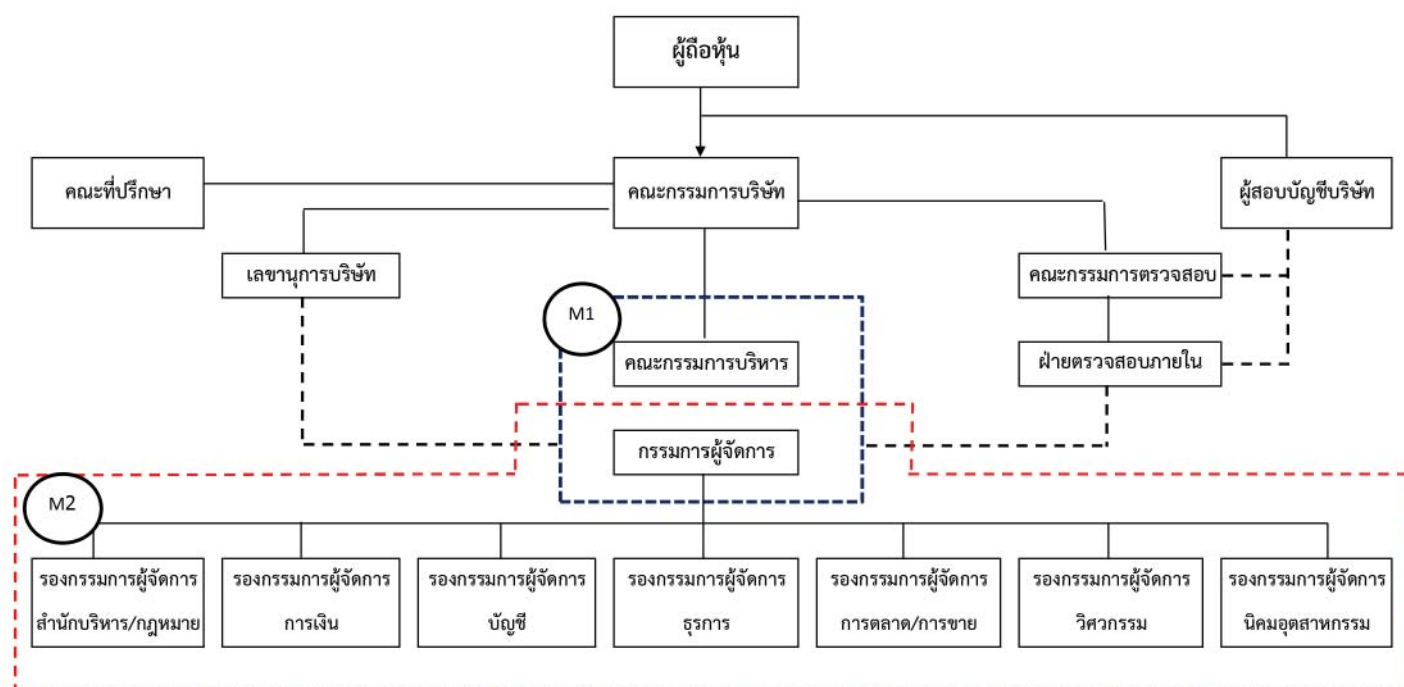 ผู้ถือหุ้น
คณะที่ปรึกษา
คณะกรรมการบริษัท
ผู้สอบบัญชีบริษัท
เลขานุการบริษัท
คณะกรรมการตรวจสอบ
M1
คณะกรรมการบริหาร
ฝ่ายตรวจสอบภายใน
กรรมการผู้จัดการ
M2
รองกรรมการผู้จัดการ
สำนักบริหาร/กฎหมาย
รองกรรมการผู้จัดการ
การเงิน
รองกรรมการผู้จัดการ
บัญชี
รองกรรมการผู้จัดการ
ธุรการ
รองกรรมการผู้จัดการ
การตลาด/การขาย
รองกรรมการผู้จัดการ
วิศวกรรม
รองกรรมการผู้จัดการ
นิคมอุตสาหกรรม